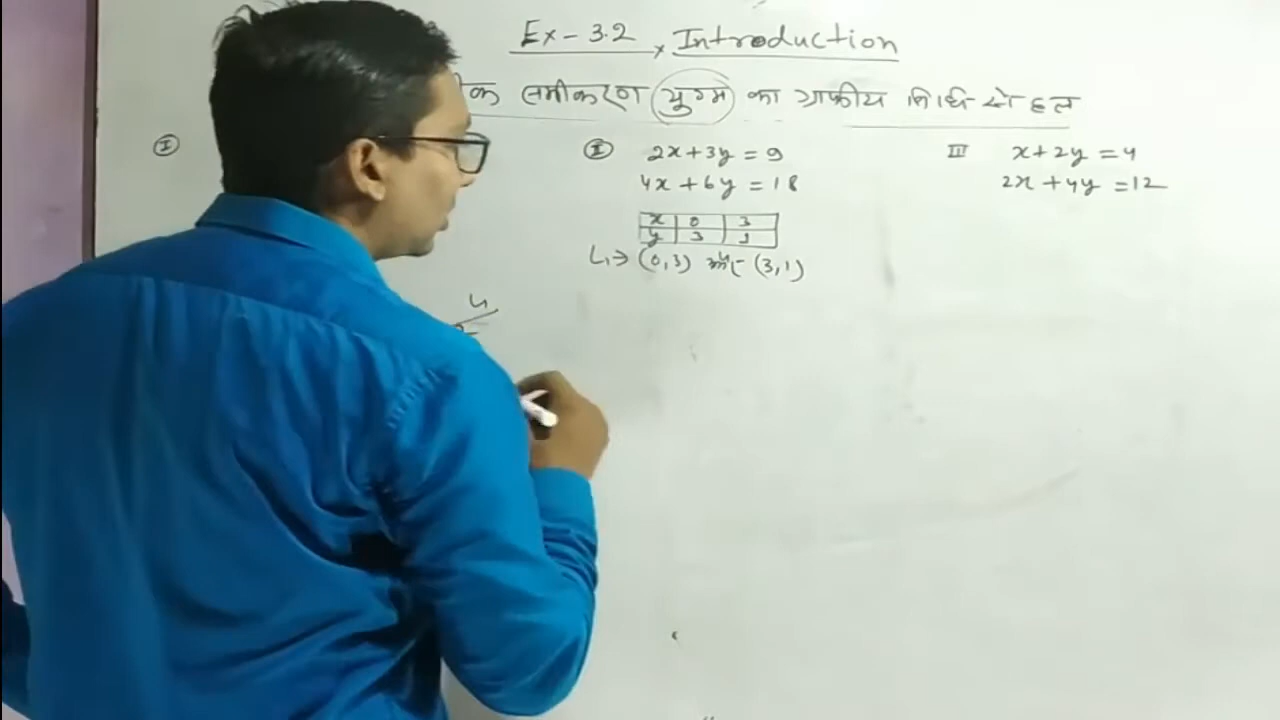 Ex - 3.2, Introduction
समीकरण युग्म का ग्राफीय विधि से हल
I
II 2x + 3y = 9
4x + 6y = 18
x 0 3
y 3 1
L₁→ (0,3) और (3,1)
III x + 2y = 4
2x + 4y = 12